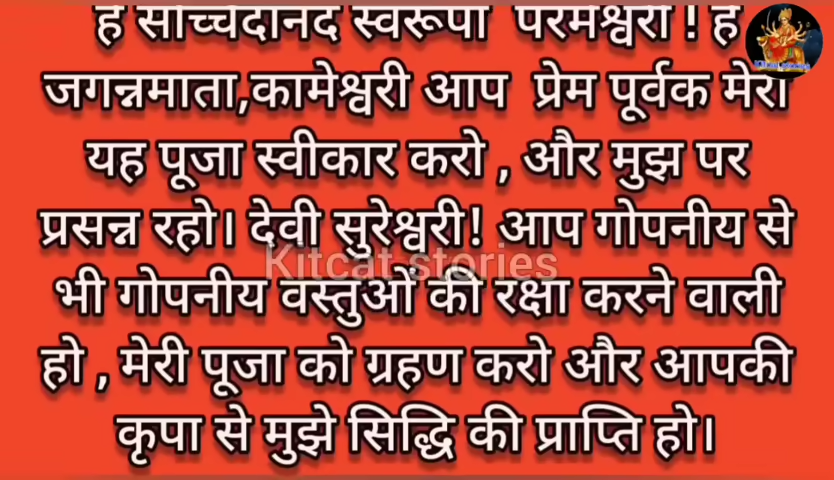 हे सच्चिदानंद स्वरूपा परमेश्वरी ! हे
जगन्नमाता,कामेश्वरी आप प्रेम पूर्वक मेरी
यह पूजा स्वीकार करो , और मुझ पर
प्रसन्न रहो। देवी सुरेश्वरी! आप गोपनीय से
Kitcat stories
भी गोपनीय वस्तुओं की रक्षा करने वाली
हो , मेरी पूजा को ग्रहण करो और आपकी
कृपा से मुझे सिद्धि की प्राप्ति हो।